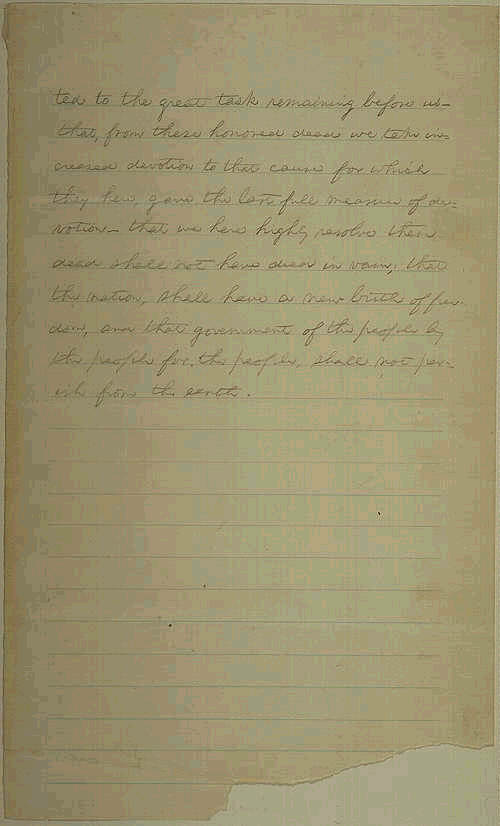 ted to the great task remaining before us—
that, from these honored dead we take in-
creased devotion to that cause for which
they here, gave the last full measure of de-
votion— that we here highly resolve these
dead shall not have died in vain; that
the nation, shall have a new birth of free-
dom, and that government of the people by
the people for the people, shall not per-
ish from the earth.